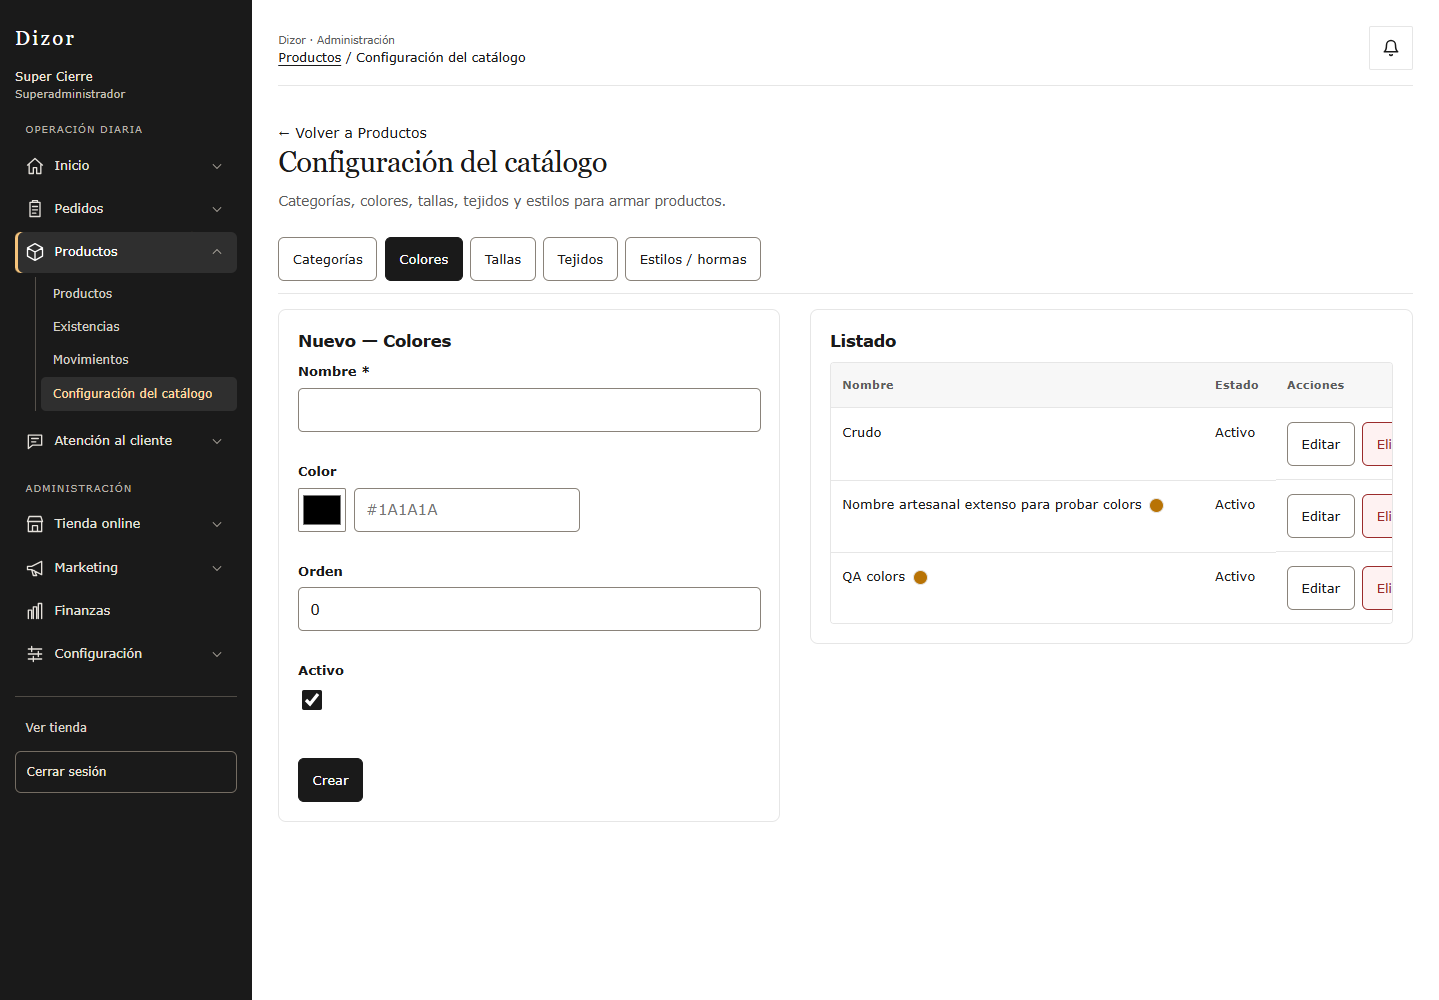 Dizor
Super Cierre
Superadministrador
OPERACIÓN DIARIA
Inicio
Pedidos
Productos
Productos
Existencias
Movimientos
Configuración del catálogo
Atención al cliente
ADMINISTRACIÓN
Tienda online
Marketing
Finanzas
Configuración
Ver tienda
Cerrar sesión
Dizor · Administración
Productos / Configuración del catálogo
← Volver a Productos
Configuración del catálogo
Categorías, colores, tallas, tejidos y estilos para armar productos.
Categorías Colores Tallas Tejidos Estilos / hormas
Nuevo — Colores
Nombre *
Color
#1A1A1A
Orden
0
Activo
Crear
Listado
Nombre Estado Acciones
Crudo Activo Editar Eli
Nombre artesanal extenso para probar colors Activo Editar Eli
QA colors Activo Editar Eli